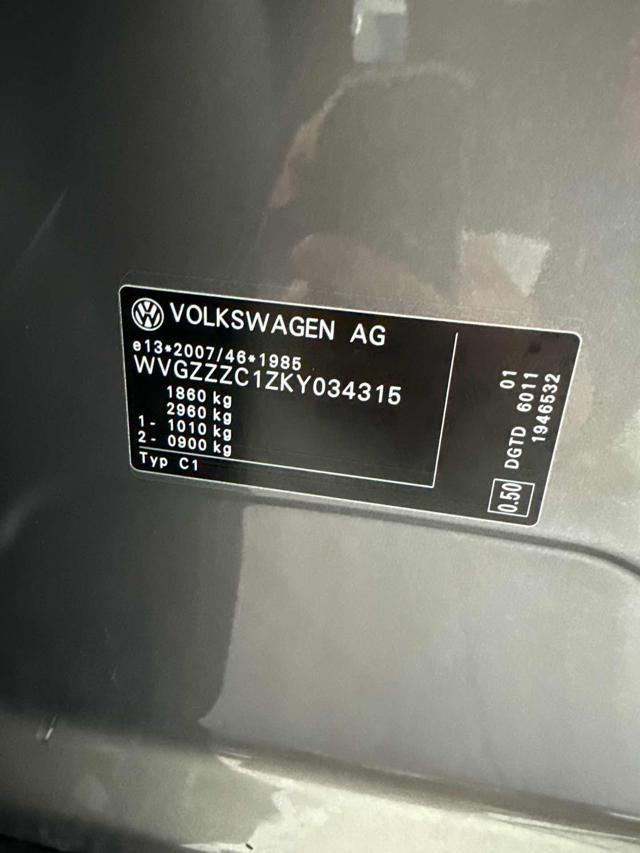 VOLKSWAGEN AG
e13*2007/46*1985
WVGZZZC1ZKY034315
1860 kg
2960 kg
1- 1010 kg
2- 0900 kg
Typ C1
01
0.50 DGTD 6011
1946532